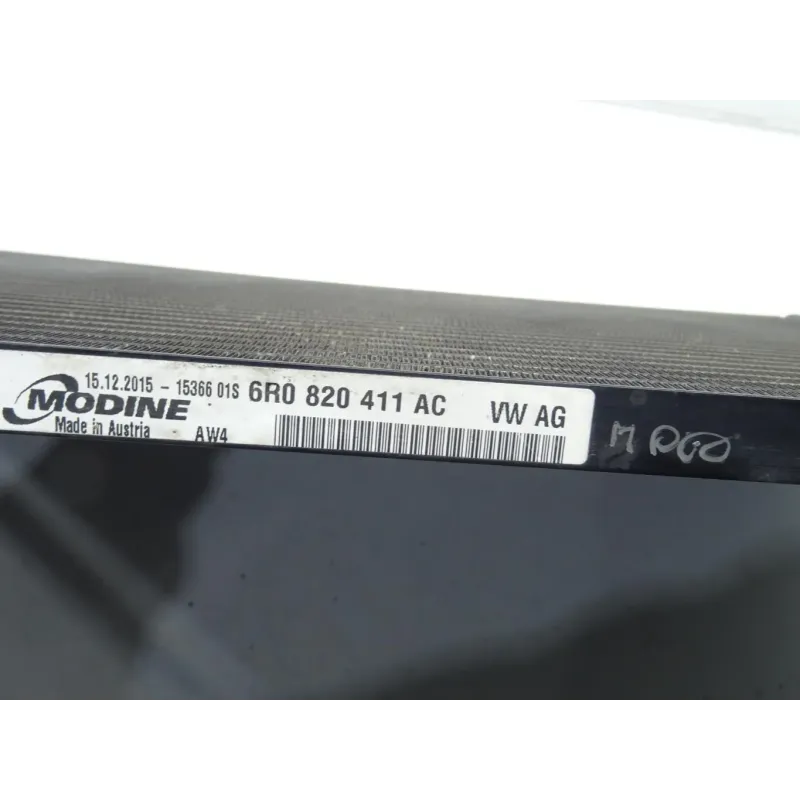 15.12.2015 - 15366 01S 6R0 820 411 AC VW AG
MODINE
Made in Austria AW4
M